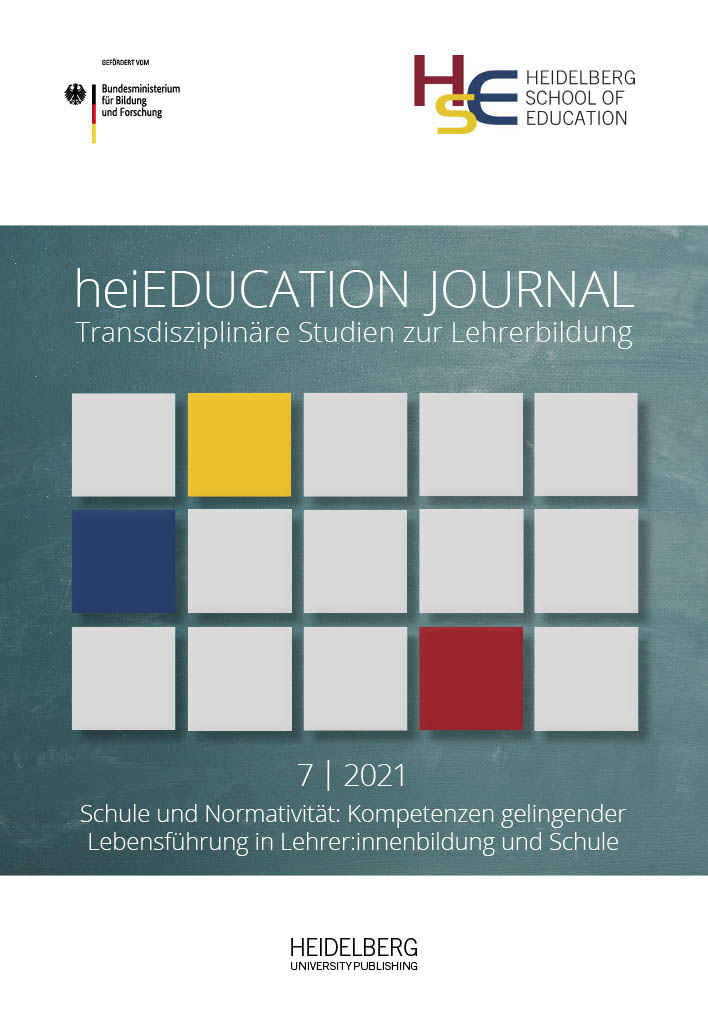 GEFÖRDERT VOM
Bundesministerium
für Bildung
und Forschung
HSE
HEIDELBERG
SCHOOL OF
EDUCATION
heiEDUCATION JOURNAL
Transdisziplinäre Studien zur Lehrerbildung
7 | 2021
Schule und Normativität: Kompetenzen gelingender
Lebensführung in Lehrer:innenbildung und Schule
HEIDELBERG
UNIVERSITY PUBLISHING